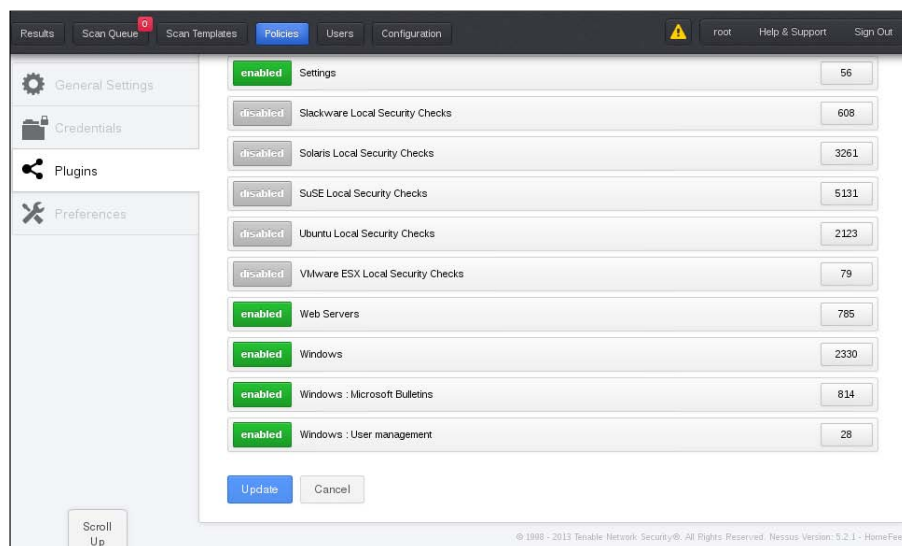 Results Scan Queue 0 Scan Templates Policies Users Configuration root Help & Support Sign Out
General Settings
Credentials
Plugins
Preferences
enabled Settings 56
disabled Slackware Local Security Checks 608
disabled Solaris Local Security Checks 3261
disabled SuSE Local Security Checks 5131
disabled Ubuntu Local Security Checks 2123
disabled VMware ESX Local Security Checks 79
enabled Web Servers 785
enabled Windows 2330
enabled Windows : Microsoft Bulletins 814
enabled Windows : User management 28
Update Cancel
Scroll
Up
© 1998 - 2013 Tenable Network Security®. All Rights Reserved. Nessus Version: 5.2.1 - HomeFee